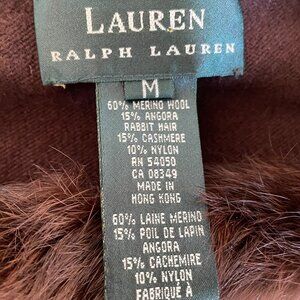 LAUREN
RALPH LAUREN
M
60% MERINO WOOL
15% ANGORA
RABBIT HAIR
15% CASHMERE
10% NYLON
RN 54050
CA 08349
MADE IN
HONG KONG
60% LAINE MERINO
15% POIL DE LAPIN
ANGORA
15% CACHEMIRE
10% NYLON
FABRIQUÉ À